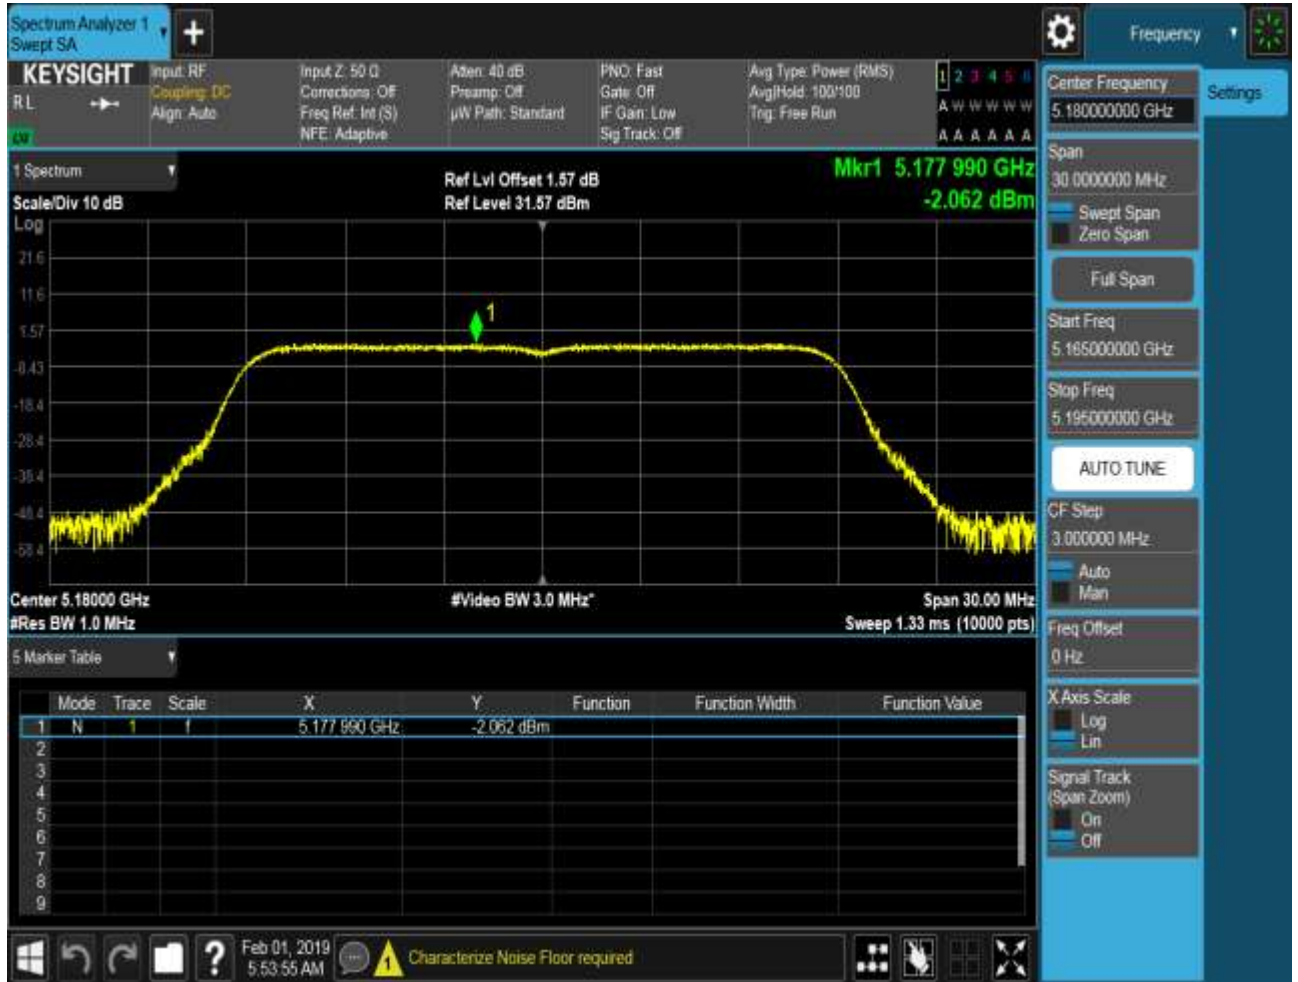 Spectrum Analyzer 1
Swept SA
Frequency
KEYSIGHT
R L
Input: RF
Coupling: DC
Align: Auto
Input Z: 50 Ω
Corrections: Off
Freq Ref: Int (S)
NFE: Adaptive
Atten: 40 dB
Preamp: Off
µW Path: Standard
PNO: Fast
Gate: Off
IF Gain: Low
Sig Track: Off
Avg Type: Power (RMS)
Avg|Hold: 100/100
Trig: Free Run
1 2 3 4 5 6
A W W W W W
A A A A A A
1 Spectrum
Scale/Div 10 dB
Ref Lvl Offset 1.57 dB
Ref Level 31.57 dBm
Mkr1 5.177 990 GHz
-2.062 dBm
Log
21.6
11.6
1.57
-8.43
-18.4
-28.4
-38.4
-48.4
-58.4
1
Center 5.18000 GHz
#Res BW 1.0 MHz
#Video BW 3.0 MHz*
Span 30.00 MHz
Sweep 1.33 ms (10000 pts)
5 Marker Table
Mode Trace Scale X Y Function Function Width Function Value
1 N 1 f 5.177 990 GHz -2.062 dBm
2
3
4
5
6
7
8
9
Center Frequency
5.180000000 GHz
Settings
Span
30.0000000 MHz
Swept Span
Zero Span
Full Span
Start Freq
5.165000000 GHz
Stop Freq
5.195000000 GHz
AUTO TUNE
CF Step
3.000000 MHz
Auto
Man
Freq Offset
0 Hz
X Axis Scale
Log
Lin
Signal Track
(Span Zoom)
On
Off
?
Feb 01, 2019
5:53:55 AM
1
Characterize Noise Floor required